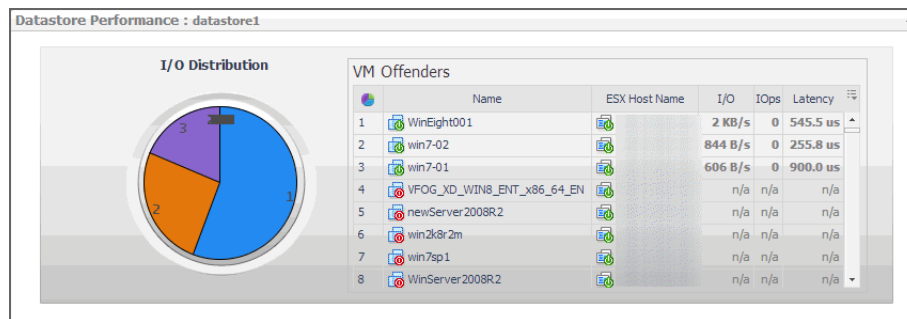 Datastore Performance : datastore1
I/O Distribution
3
1
2
VM Offenders
Name ESX Host Name I/O IOps Latency
1 WinEight001 2 KB/s 0 545.5 us
2 win7-02 844 B/s 0 255.8 us
3 win7-01 606 B/s 0 900.0 us
4 VFOG_XD_WIN8_ENT_x86_64_EN n/a n/a n/a
5 newServer2008R2 n/a n/a n/a
6 win2k8r2m n/a n/a n/a
7 win7sp1 n/a n/a n/a
8 WinServer2008R2 n/a n/a n/a